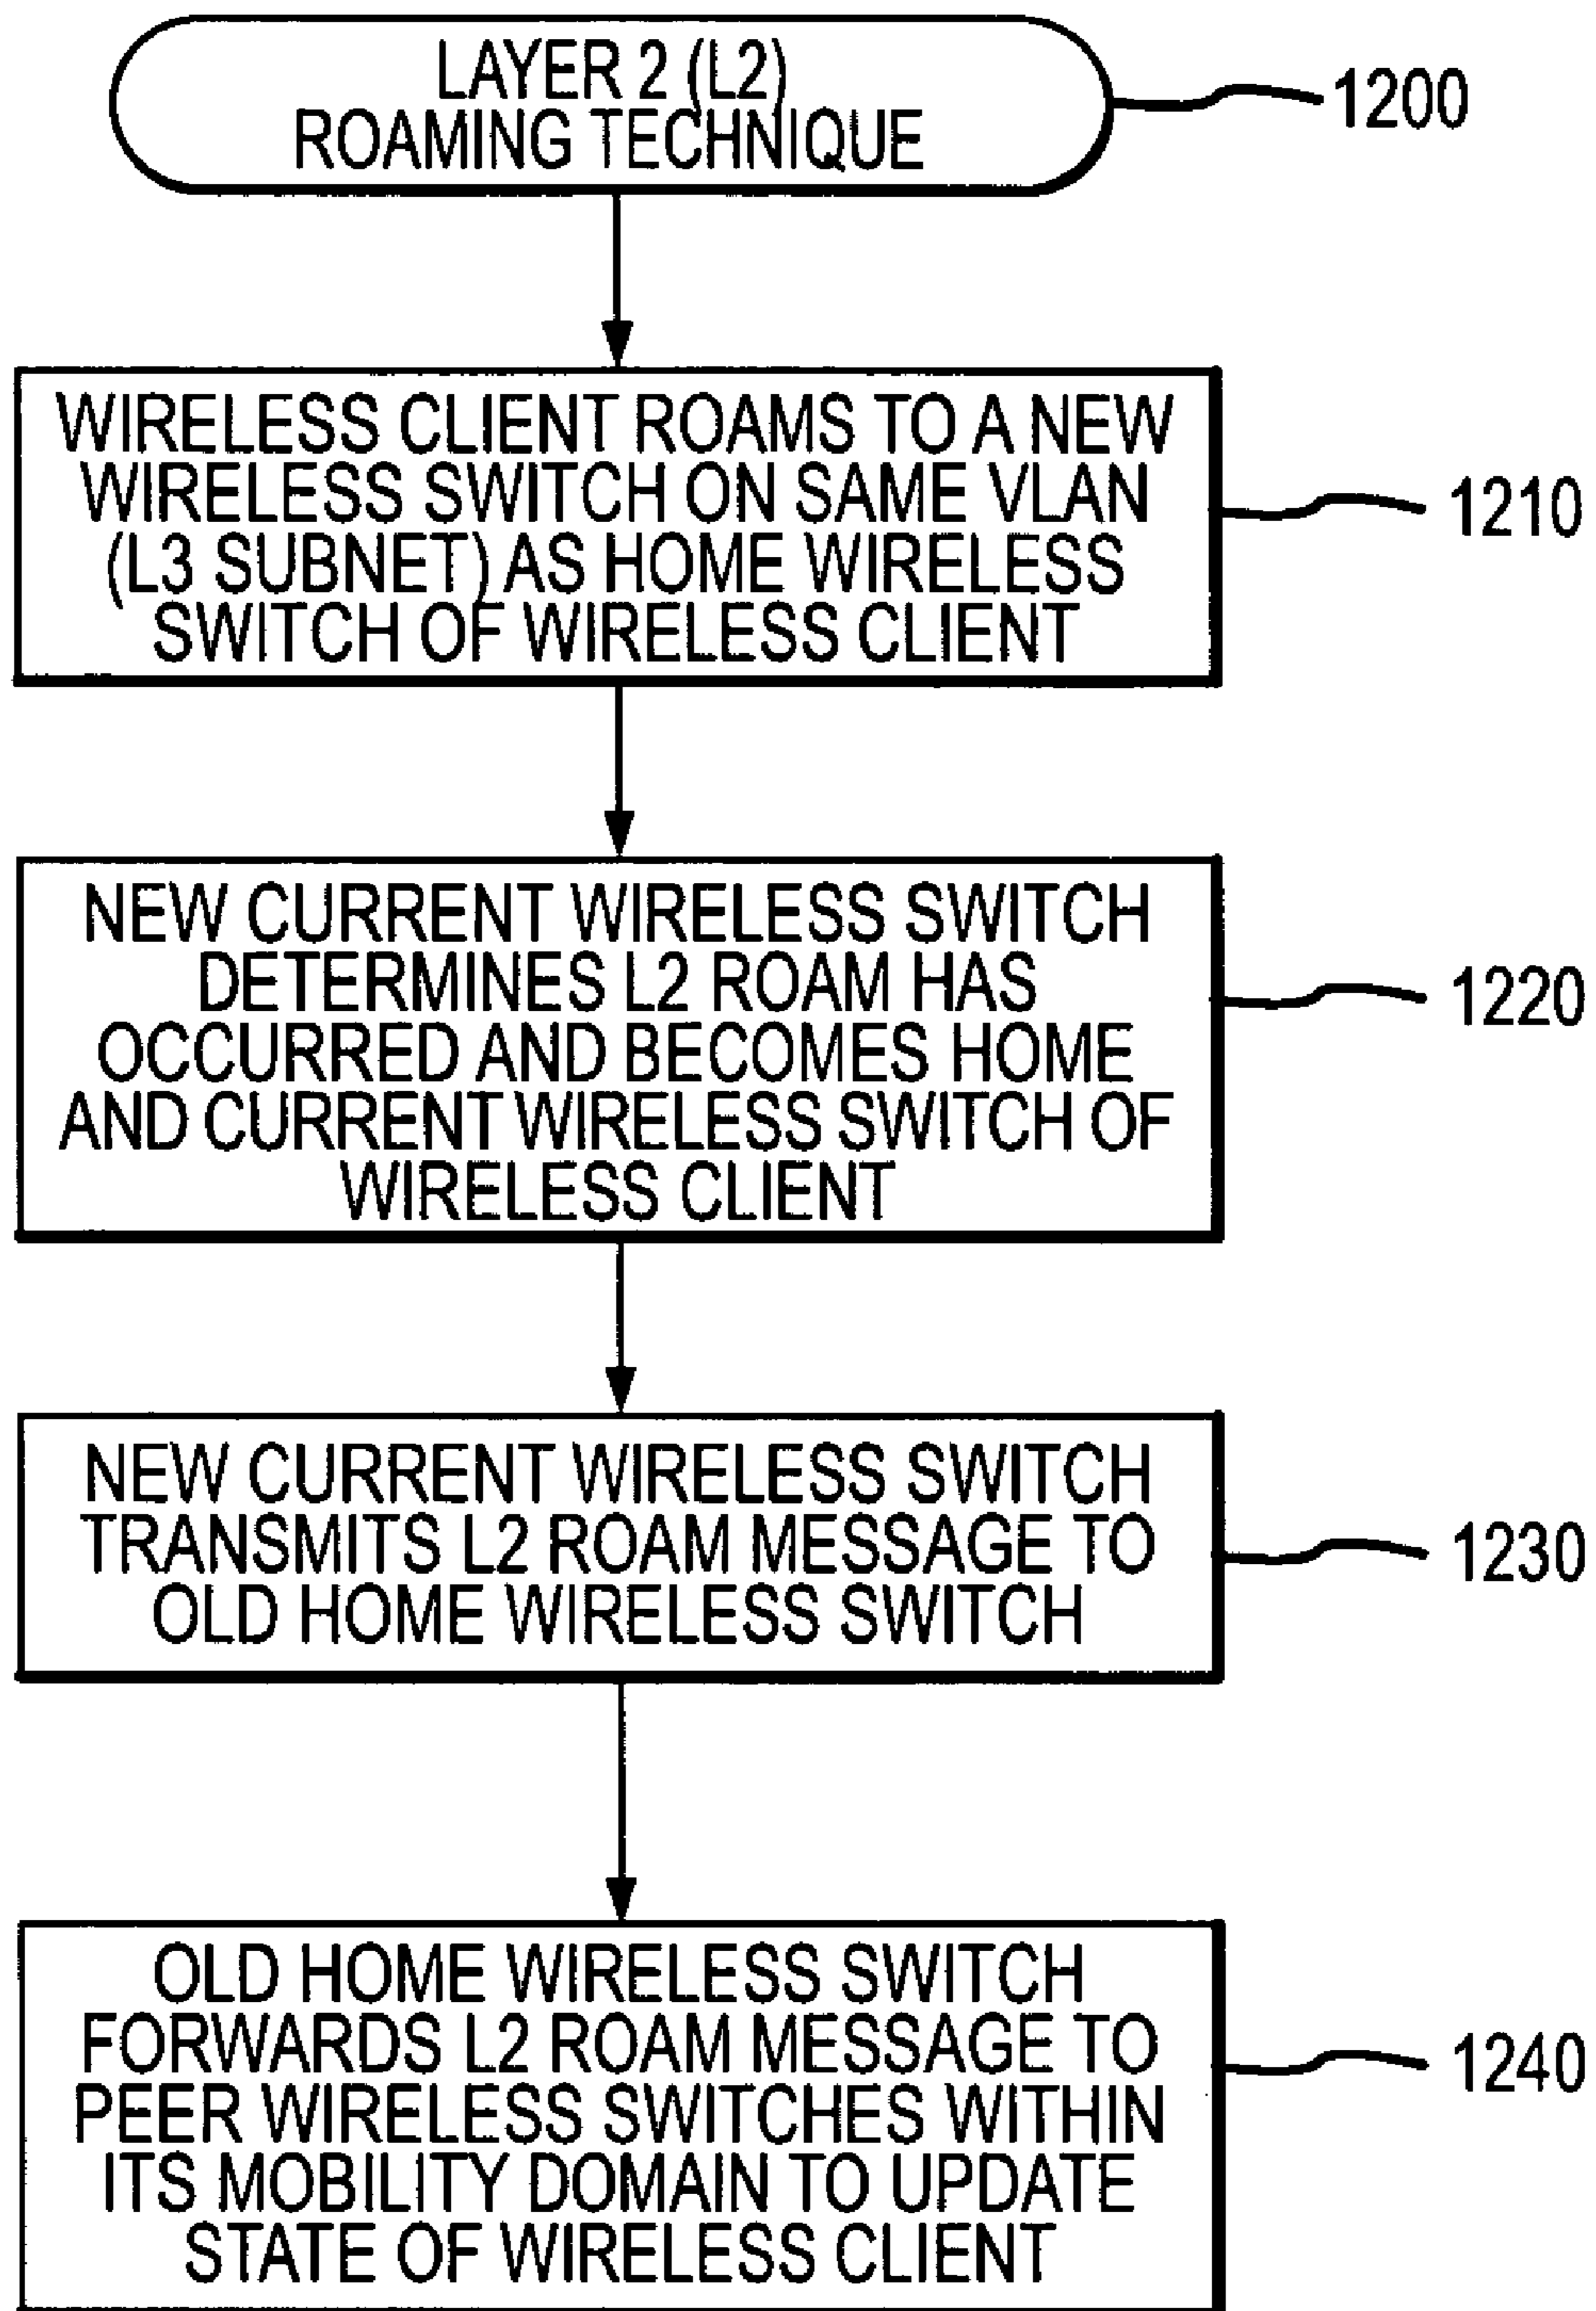 LAYER 2 (L2)
ROAMING TECHNIQUE
1200
WIRELESS CLIENT ROAMS TO A NEW
WIRELESS SWITCH ON SAME VLAN
(L3 SUBNET) AS HOME WIRELESS
SWITCH OF WIRELESS CLIENT
1210
NEW CURRENT WIRELESS SWITCH
DETERMINES L2 ROAM HAS
OCCURRED AND BECOMES HOME
AND CURRENT WIRELESS SWITCH OF
WIRELESS CLIENT
1220
NEW CURRENT WIRELESS SWITCH
TRANSMITS L2 ROAM MESSAGE TO
OLD HOME WIRELESS SWITCH
1230
OLD HOME WIRELESS SWITCH
FORWARDS L2 ROAM MESSAGE TO
PEER WIRELESS SWITCHES WITHIN
ITS MOBILITY DOMAIN TO UPDATE
STATE OF WIRELESS CLIENT
1240